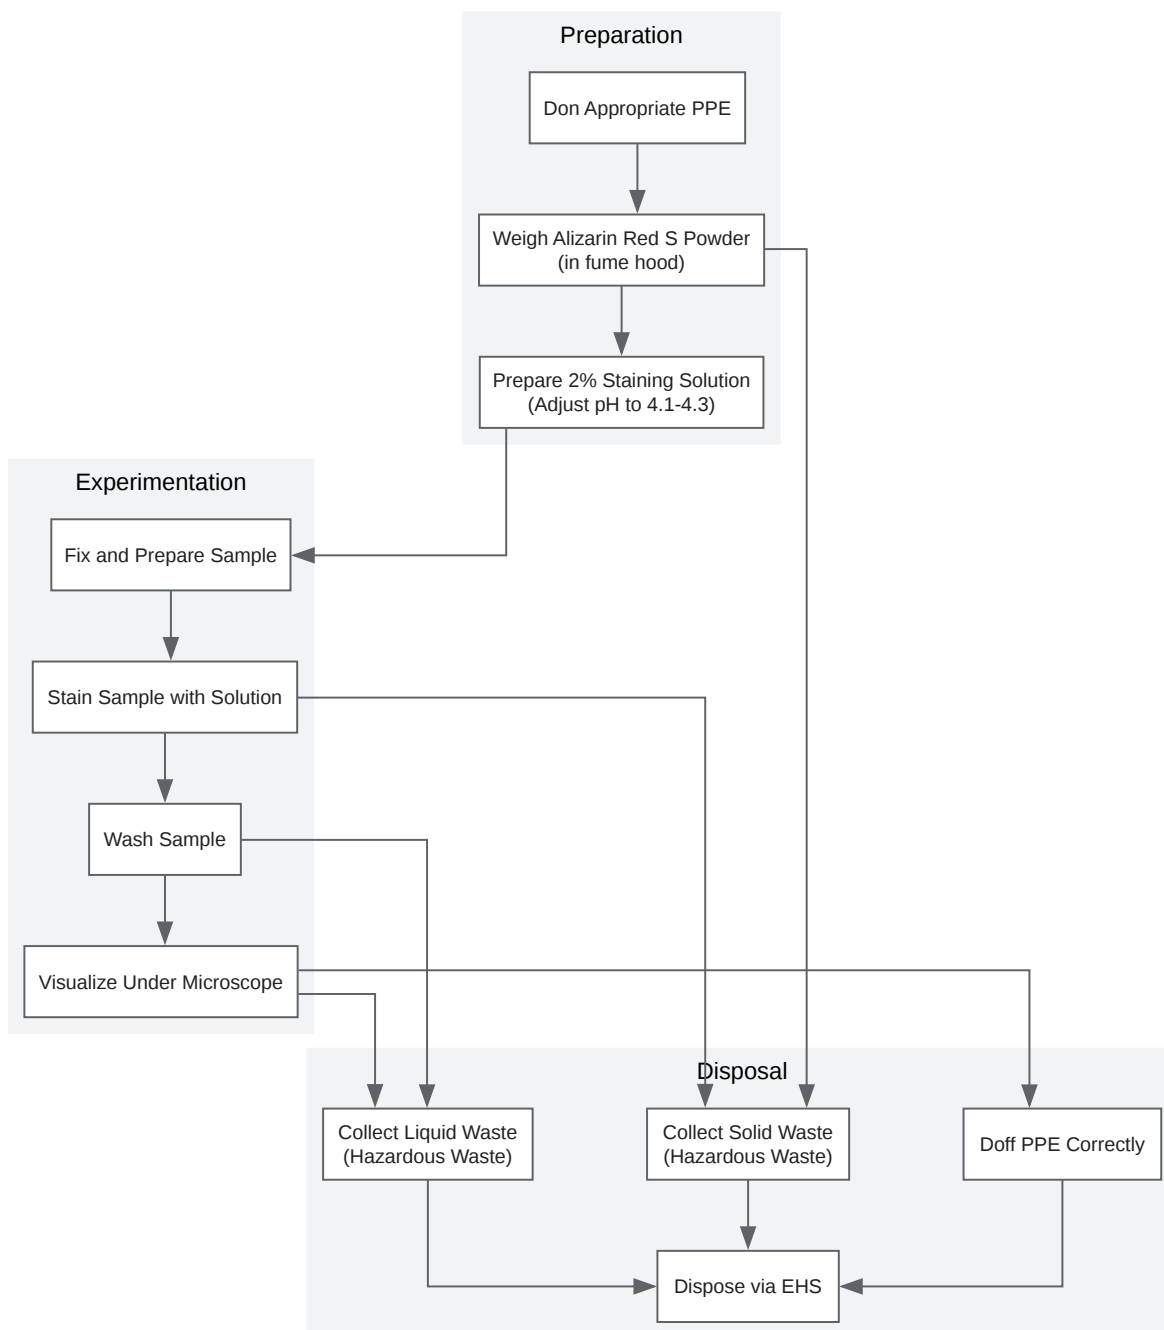 Preparation
Don Appropriate PPE
Weigh Alizarin Red S Powder
(in fume hood)
Prepare 2% Staining Solution
(Adjust pH to 4.1-4.3)
Experimentation
Fix and Prepare Sample
Stain Sample with Solution
Wash Sample
Visualize Under Microscope
Disposal
Collect Liquid Waste
(Hazardous Waste)
Collect Solid Waste
(Hazardous Waste)
Doff PPE Correctly
Dispose via EHS